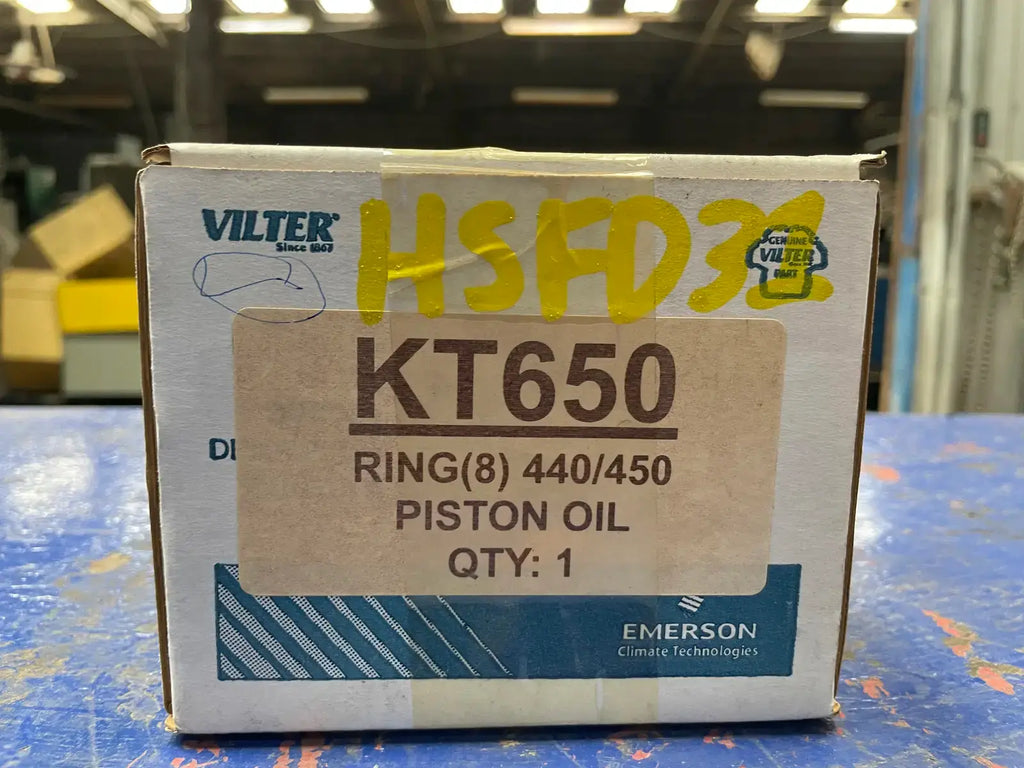 VILTER®
Since 1867
HSFD3
GENUINE
VILTER
PART
KT650
DI
RING(8) 440/450
PISTON OIL
QTY: 1
EMERSON
Climate Technologies